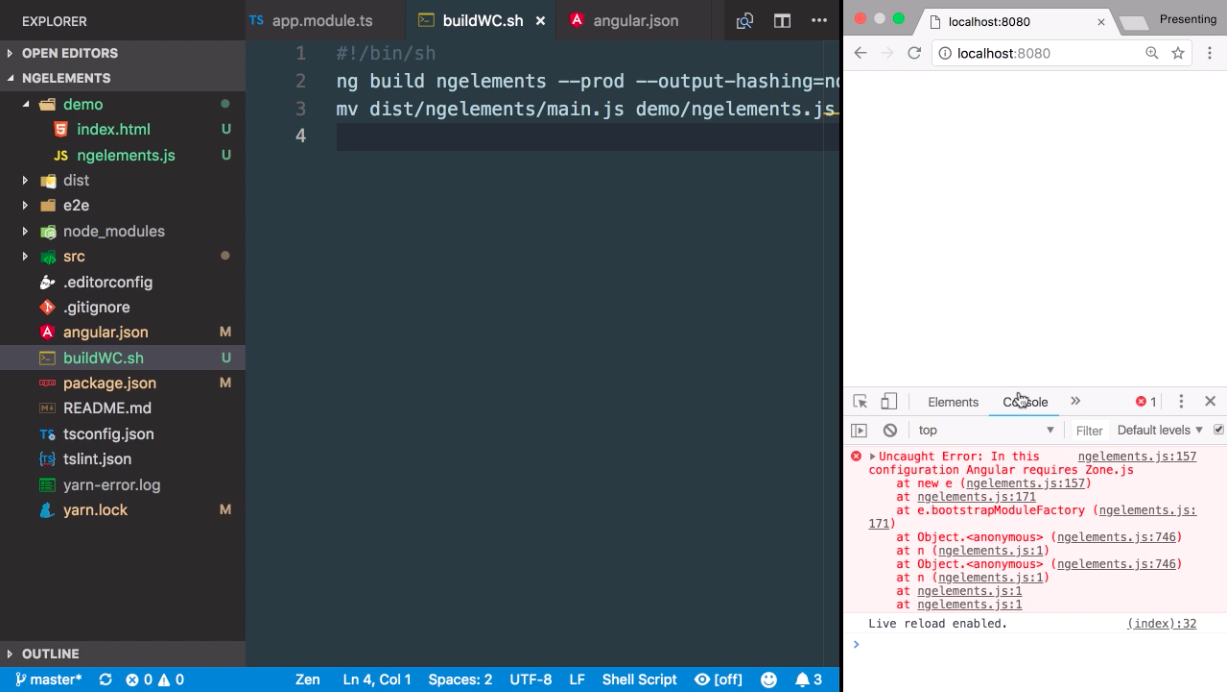 EXPLORER
OPEN EDITORS
NGELEMENTS
demo
index.html U
JS ngelements.js U
dist
e2e
node_modules
src
.editorconfig
.gitignore
angular.json M
buildWC.sh U
package.json M
README.md
tsconfig.json
tslint.json
yarn-error.log
yarn.lock M
OUTLINE
TS app.module.ts
buildWC.sh ×
angular.json
1 #!/bin/sh
2 ng build ngelements --prod --output-hashing=
3 mv dist/ngelements/main.js demo/ngelements.js
4
master*
0 0
Zen
Ln 4, Col 1
Spaces: 2
UTF-8
LF
Shell Script
[off]
3
localhost:8080
Presenting
localhost:8080
Elements
Console
1
top
Filter
Default levels
Uncaught Error: In this ngelements.js:157
configuration Angular requires Zone.js
at new e (ngelements.js:157)
at ngelements.js:171
at e.bootstrapModuleFactory (ngelements.js:
171)
at Object.<anonymous> (ngelements.js:746)
at n (ngelements.js:1)
at Object.<anonymous> (ngelements.js:746)
at n (ngelements.js:1)
at ngelements.js:1
at ngelements.js:1
Live reload enabled. (index):32